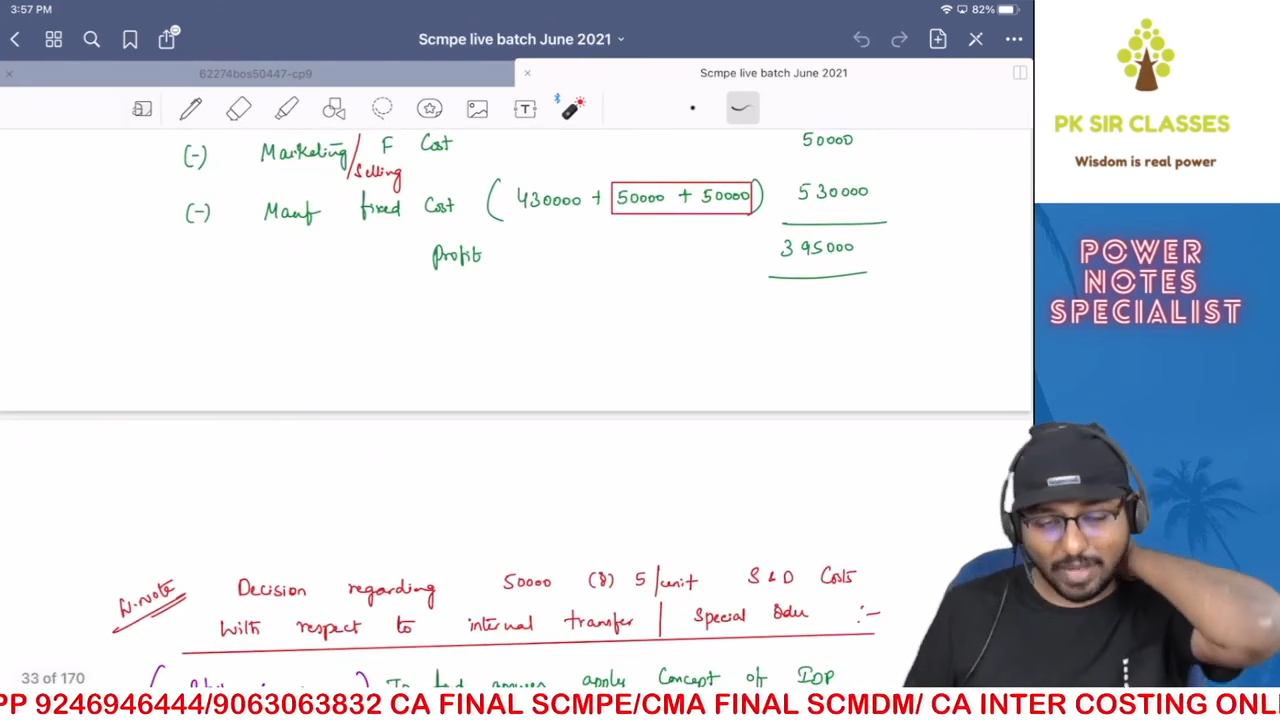 3:57 PM
82%
Scmpe live batch June 2021
62274bos50447-cp9
Scmpe live batch June 2021
PK SIR CLASSES
Wisdom is real power
(-) Marketing/Selling F Cost 50000
(-) Manf fixed Cost (430000 + 50000 + 50000) 530000
Profit 395000
POWER
NOTES
SPECIALIST
W.Note
Decision regarding 50000 (8) 5/unit S&D Costs
With respect to internal transfer | Special :-
To find answer apply Concept of
33 of 170
PP 9246946444/9063063832 CA FINAL SCMPE/CMA FINAL SCMDM/ CA INTER COSTING ONL